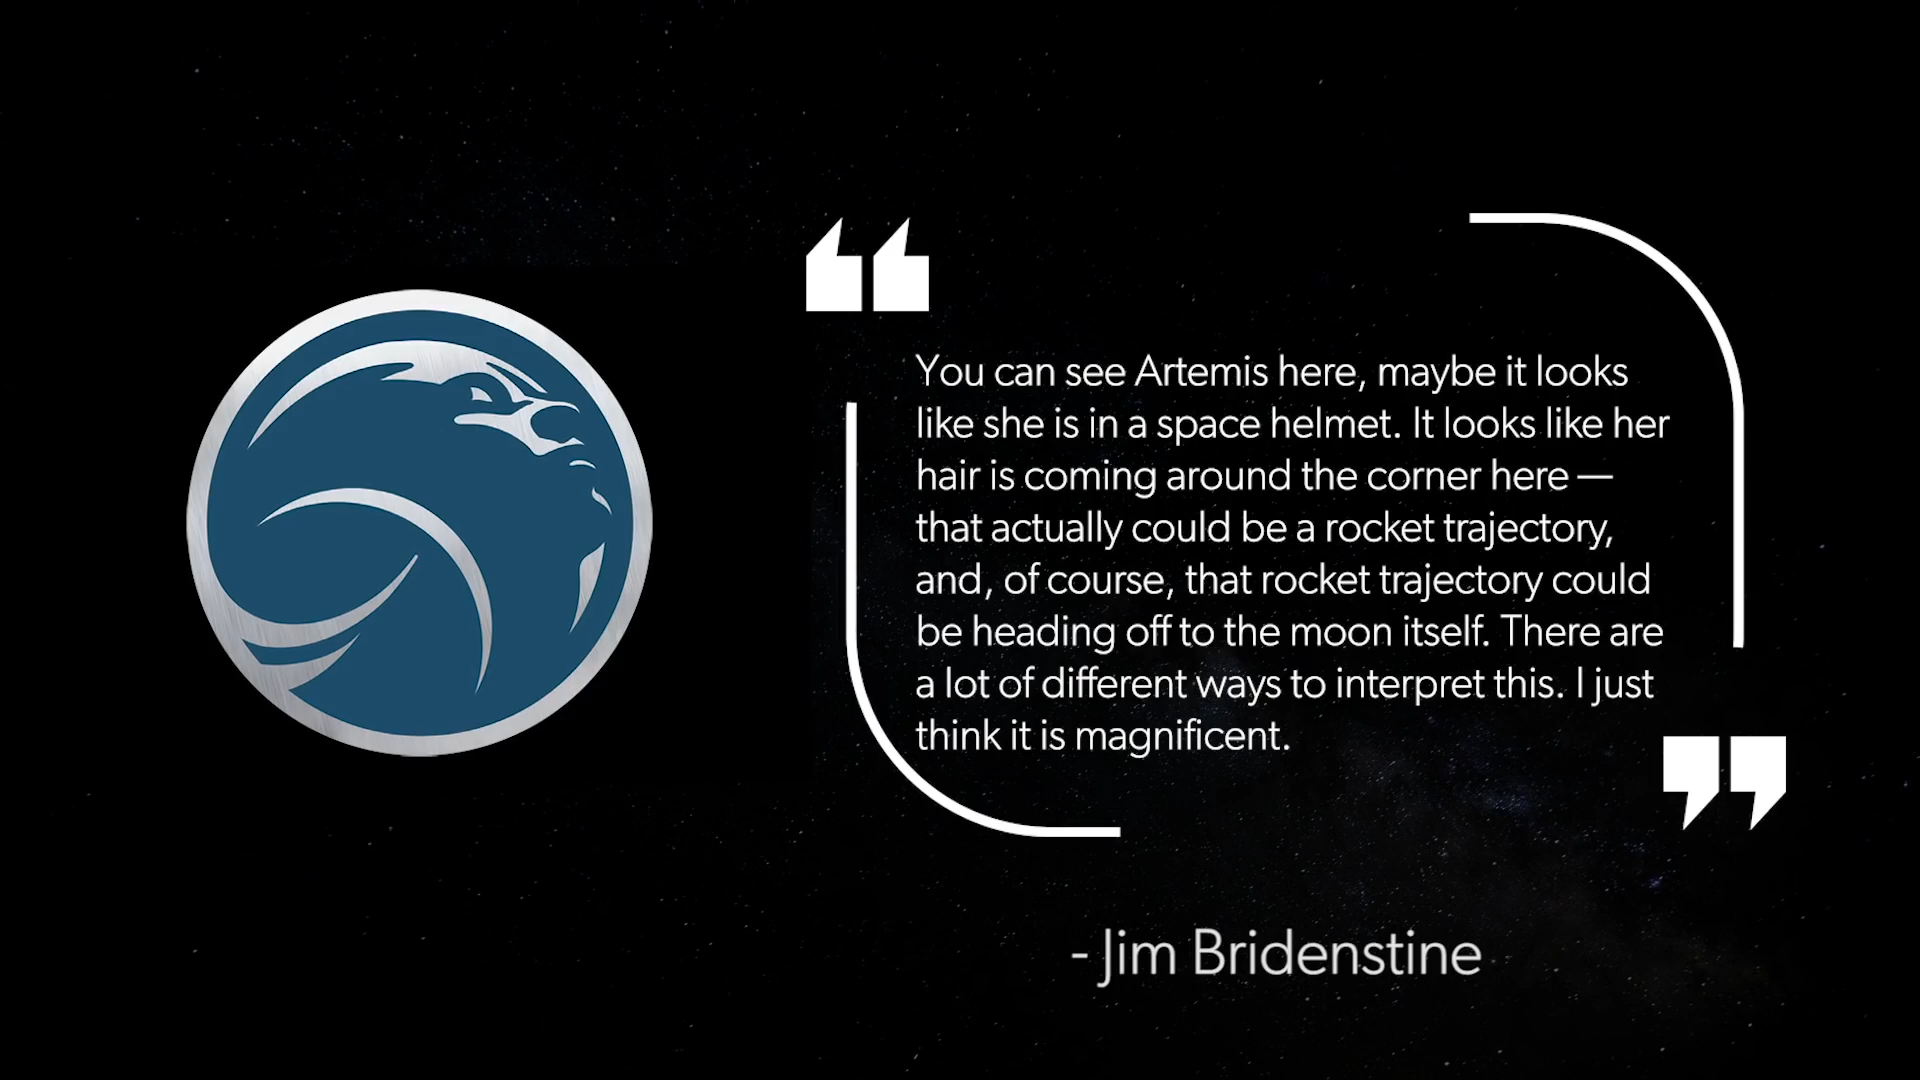 You can see Artemis here, maybe it looks
like she is in a space helmet. It looks like her
hair is coming around the corner here —
that actually could be a rocket trajectory,
and, of course, that rocket trajectory could
be heading off to the moon itself. There are
a lot of different ways to interpret this. I just
think it is magnificent.
- Jim Bridenstine